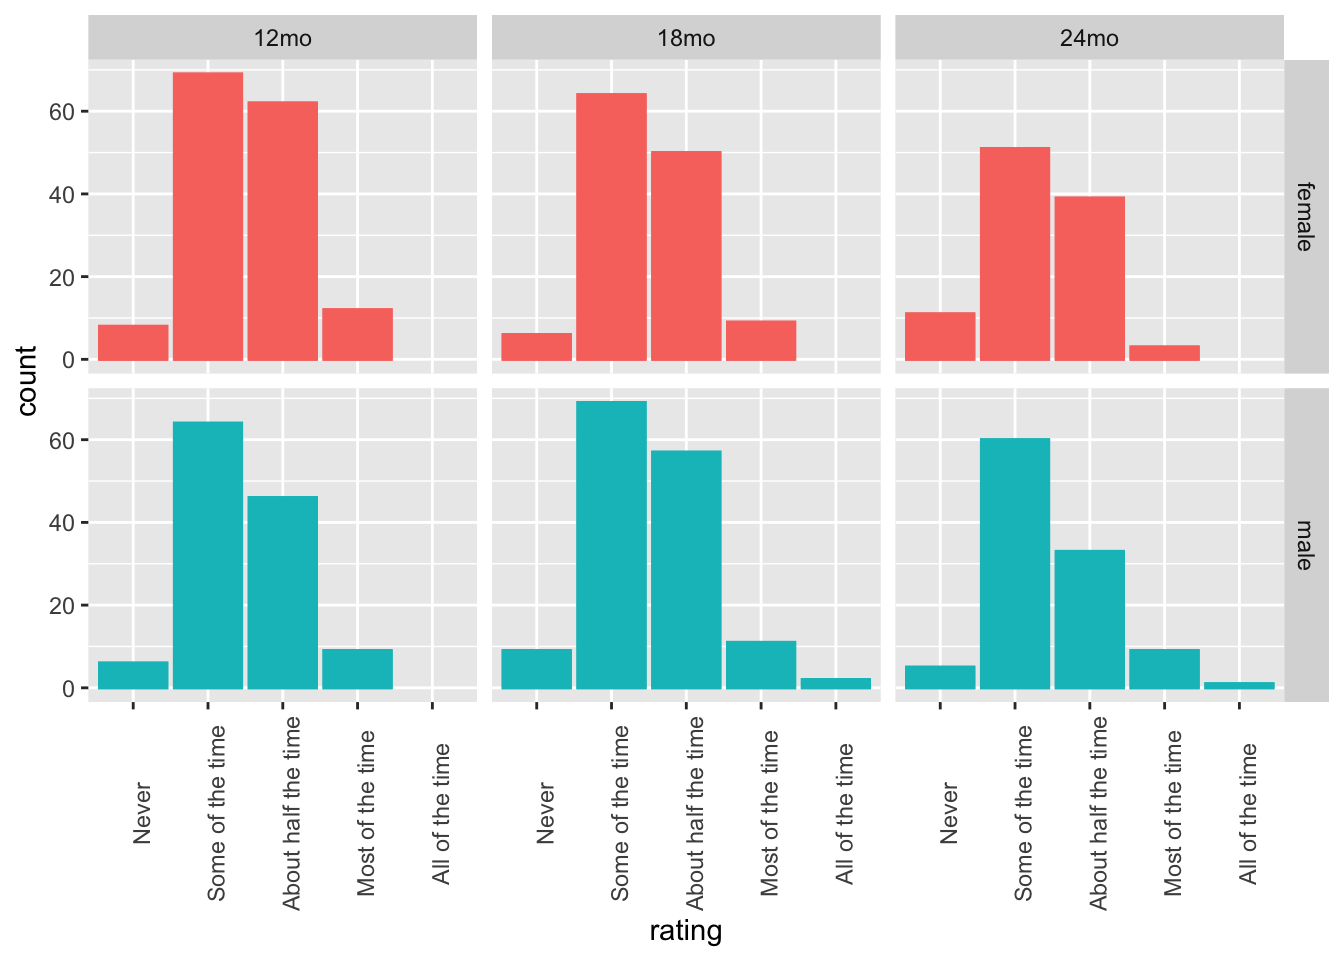 12mo
18mo
24mo
60
40
20
0
female
count
60
40
20
0
male
Never
Some of the time
About half the time
Most of the time
All of the time
Never
Some of the time
About half the time
Most of the time
All of the time
Never
Some of the time
About half the time
Most of the time
All of the time
rating